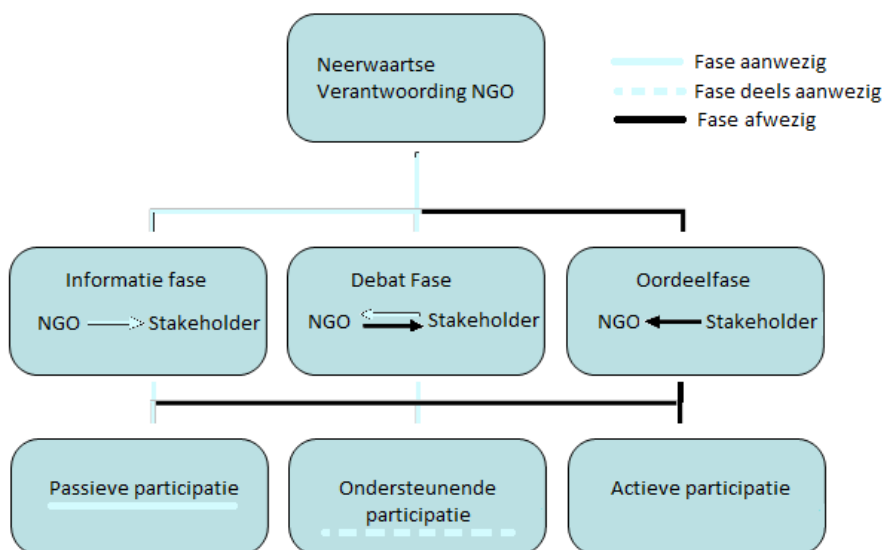 Neerwaartse
Verantwoording NGO
Fase aanwezig
Fase deels aanwezig
Fase afwezig
Informatie fase
NGO Stakeholder
Debat Fase
NGO Stakeholder
Oordeelfase
NGO Stakeholder
Passieve participatie
Ondersteunende
participatie
Actieve participatie